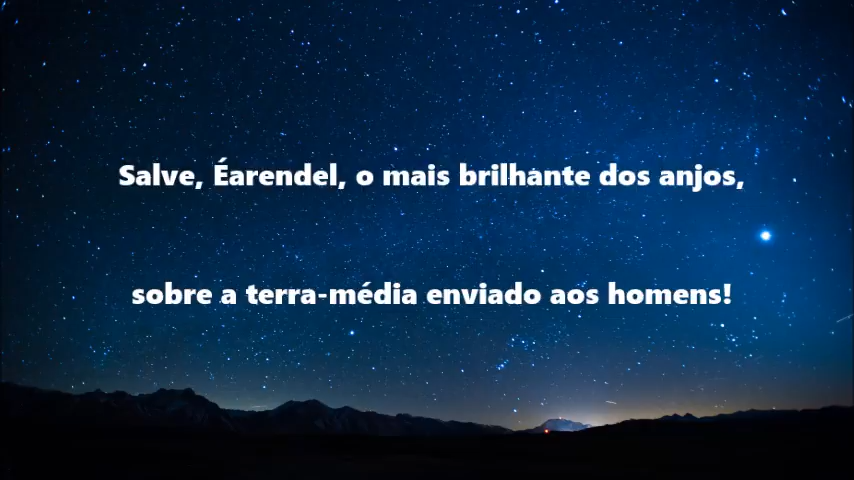 Salve, Éarendel, o mais brilhante dos anjos,
sobre a terra-média enviado aos homens!